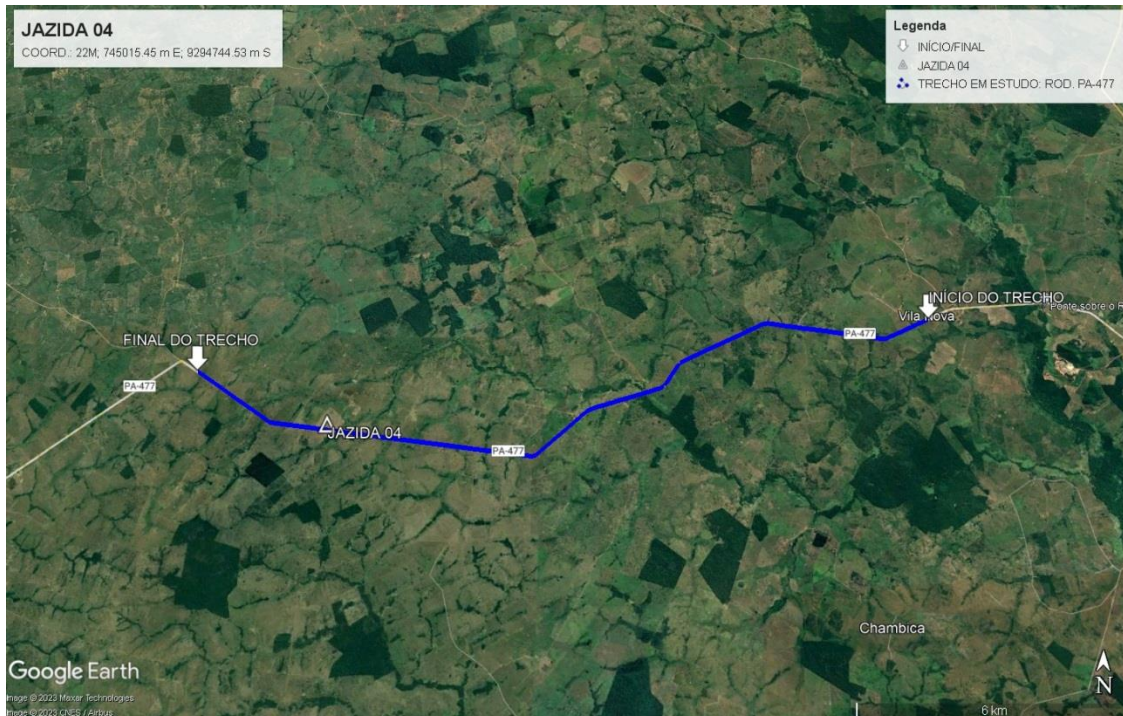 JAZIDA 04
COORD.: 22M; 745015.45 m E; 9294744.53 m S
Legenda
INÍCIO/FINAL
JAZIDA 04
TRECHO EM ESTUDO: ROD. PA-477
INÍCIO DO TRECHO
Ponte sobre o R
Vila Nova
PA-477
FINAL DO TRECHO
PA-477
JAZIDA 04
PA-477
Chambica
Google Earth
Image © 2023 Maxar Technologies
Image © 2023 CNES / Airbus
N
6 km